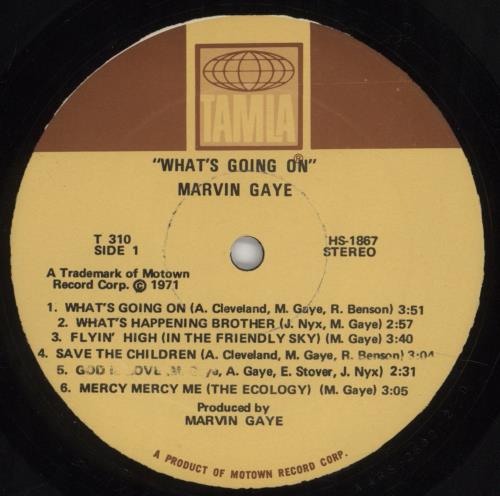 TAMLA
®
"WHAT'S GOING ON"
MARVIN GAYE
T 310 HS-1867
SIDE 1 STEREO
A Trademark of Motown
Record Corp. © 1971
1. WHAT'S GOING ON (A. Cleveland, M. Gaye, R. Benson) 3:51
2. WHAT'S HAPPENING BROTHER (J. Nyx, M. Gaye) 2:57
3. FLYIN' HIGH (IN THE FRIENDLY SKY) (M. Gaye) 3:40
4. SAVE THE CHILDREN (A. Cleveland, M. Gaye, R. Benson) 3:04
5. GOD IS LOVE M. Gaye, A. Gaye, E. Stover, J. Nyx) 2:31
6. MERCY MERCY ME (THE ECOLOGY) (M. Gaye) 3:05
Produced by
MARVIN GAYE
A PRODUCT OF MOTOWN RECORD CORP.